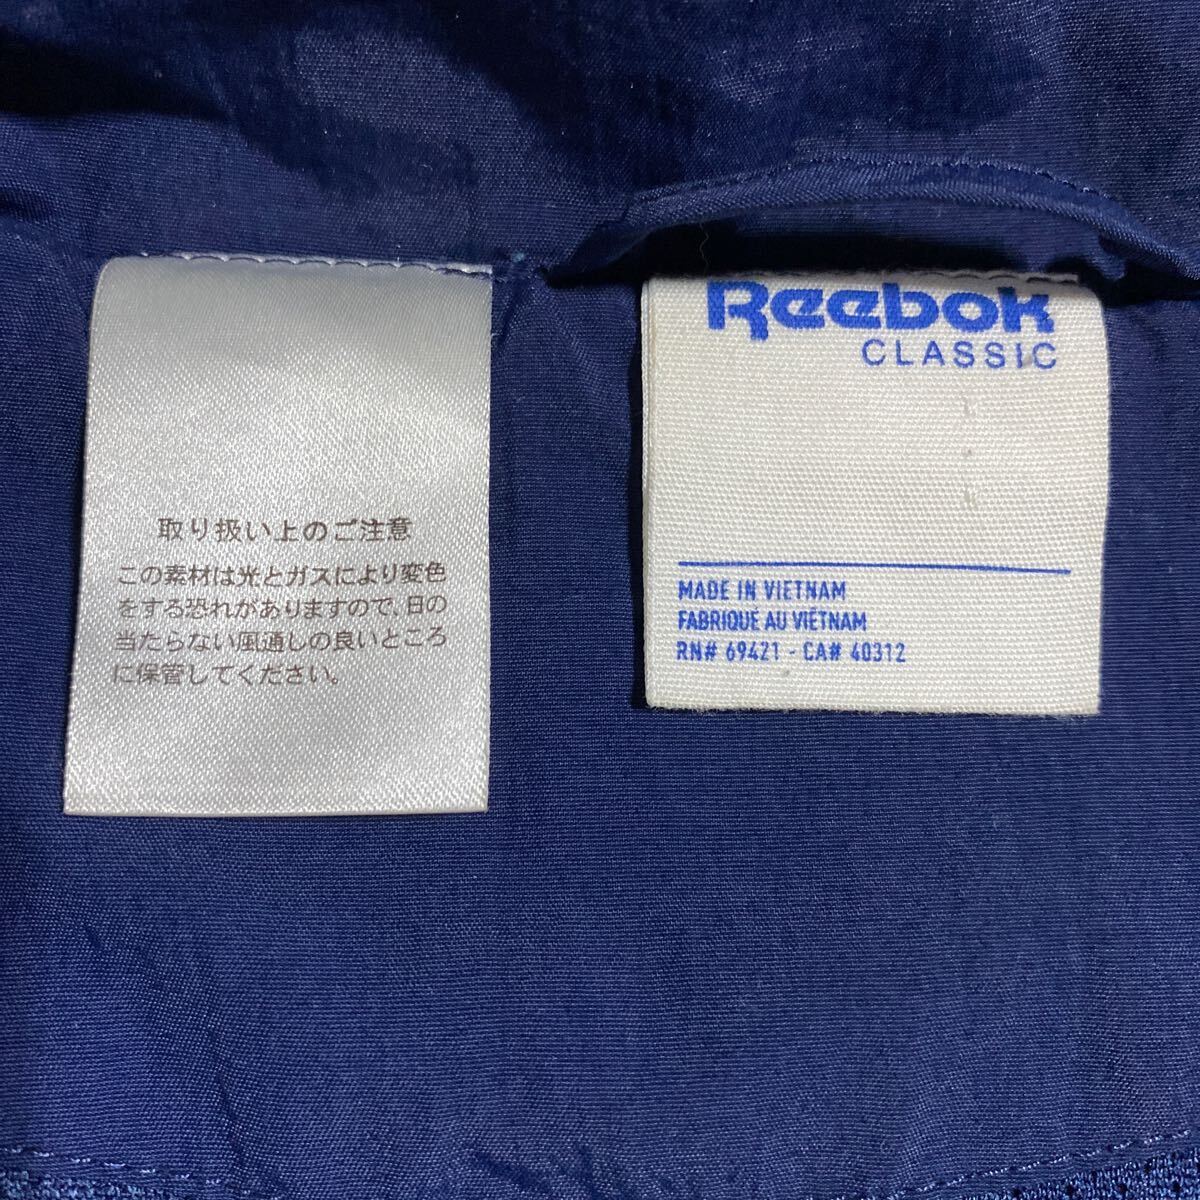 取り扱い上のご注意
この素材は光とガスにより変色
をする恐れがありますので、日の
当たらない風通しの良いところ
に保管してください。
Reebok
CLASSIC
MADE IN VIETNAM
FABRIQUÉ AU VIÊTNAM
RN# 69421 - CA# 40312